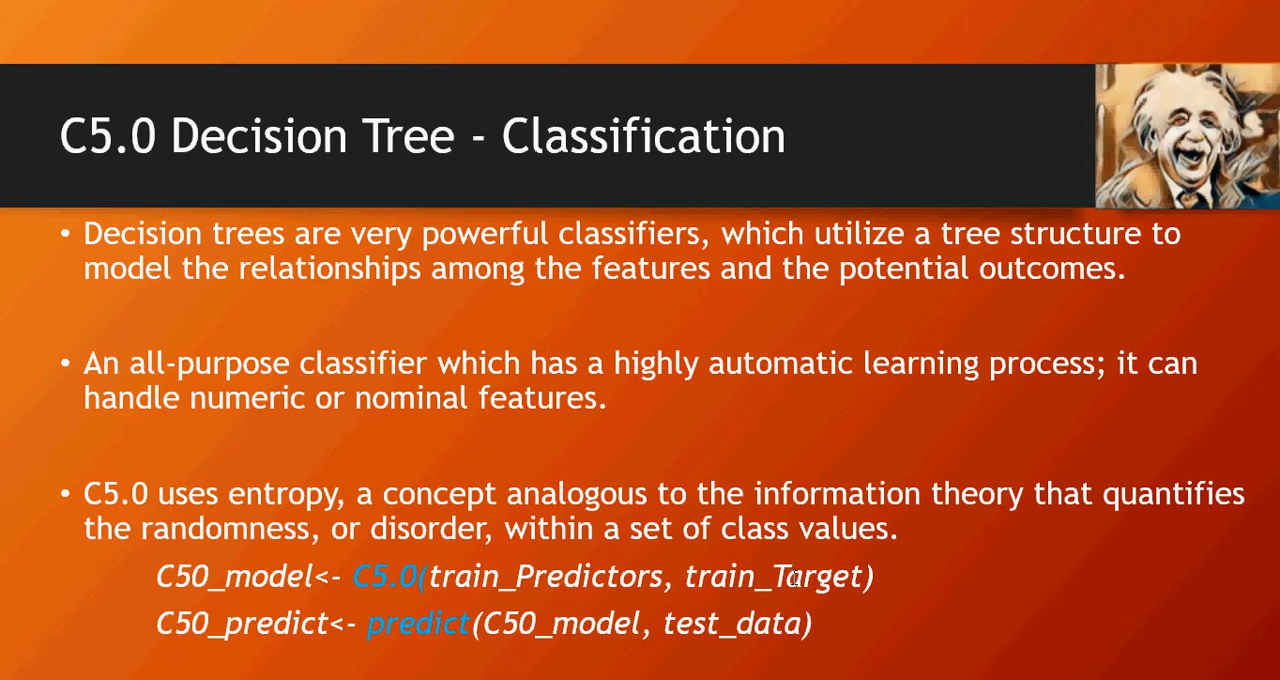 C5.0 Decision Tree - Classification
• Decision trees are very powerful classifiers, which utilize a tree structure to
model the relationships among the features and the potential outcomes.
• An all-purpose classifier which has a highly automatic learning process; it can
handle numeric or nominal features.
• C5.0 uses entropy, a concept analogous to the information theory that quantifies
the randomness, or disorder, within a set of class values.
C50_model<- C5.0(train_Predictors, train_Target)
C50_predict<- predict(C50_model, test_data)